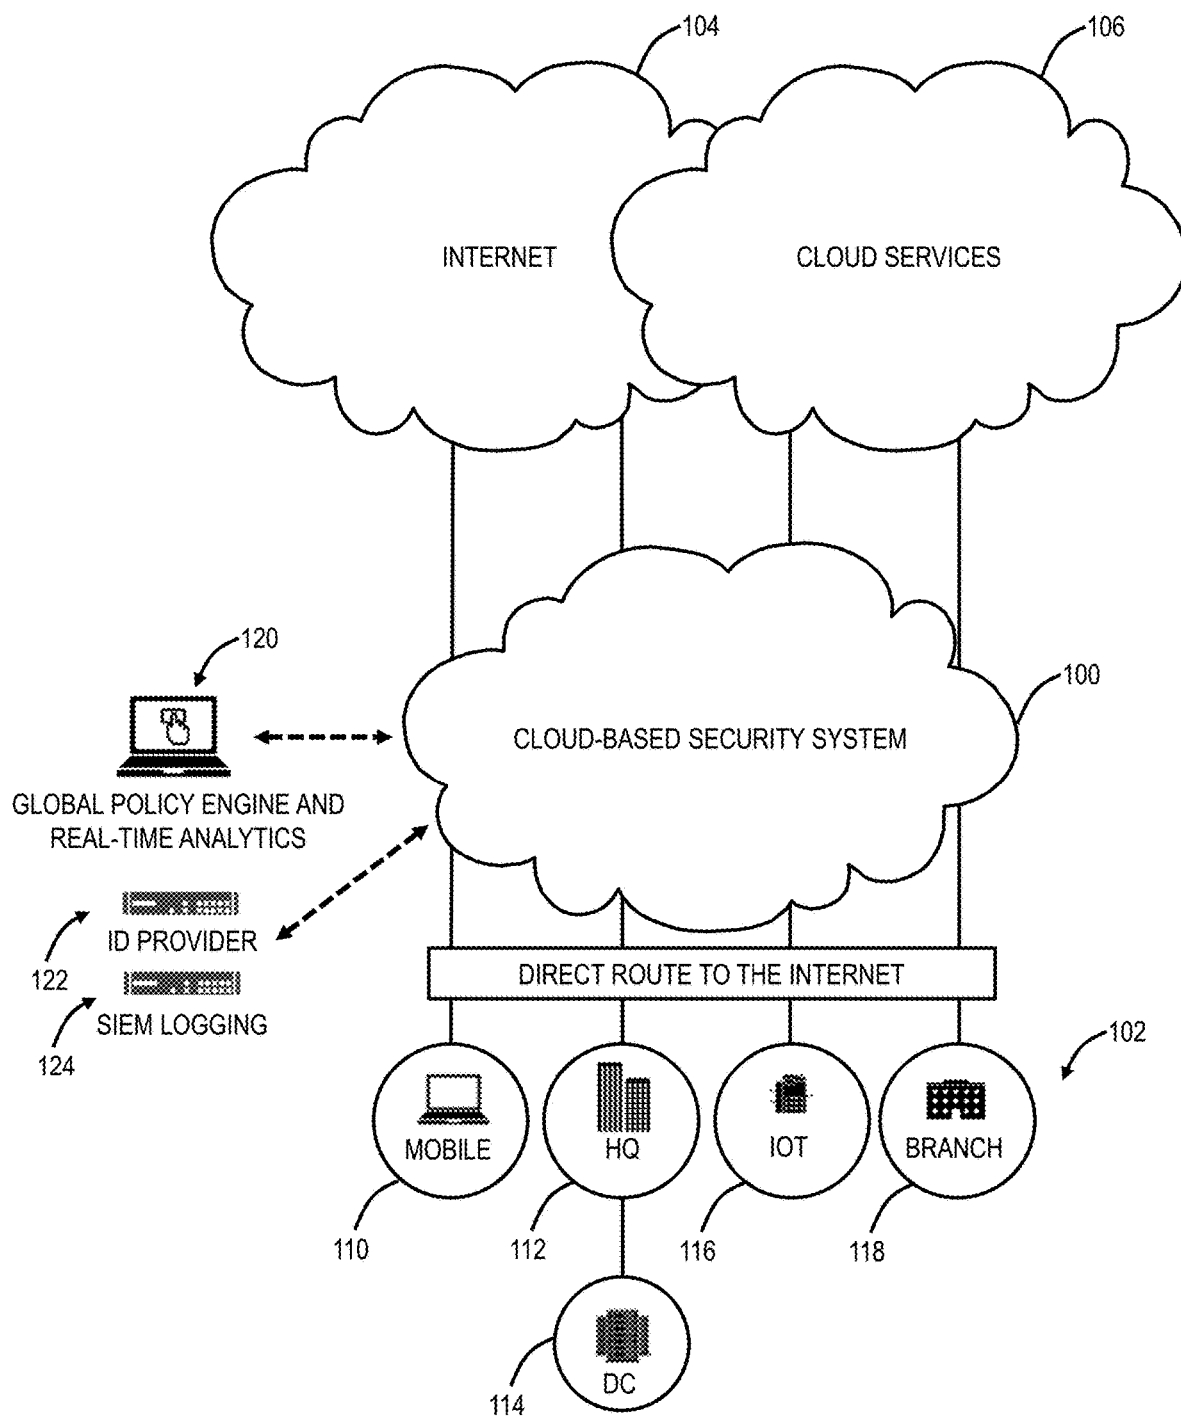 104
106
INTERNET
CLOUD SERVICES
120
100
CLOUD-BASED SECURITY SYSTEM
GLOBAL POLICY ENGINE AND
REAL-TIME ANALYTICS
ID PROVIDER
122
DIRECT ROUTE TO THE INTERNET
SIEM LOGGING
124
102
MOBILE
HQ
IOT
BRANCH
110
112
116
118
DC
114